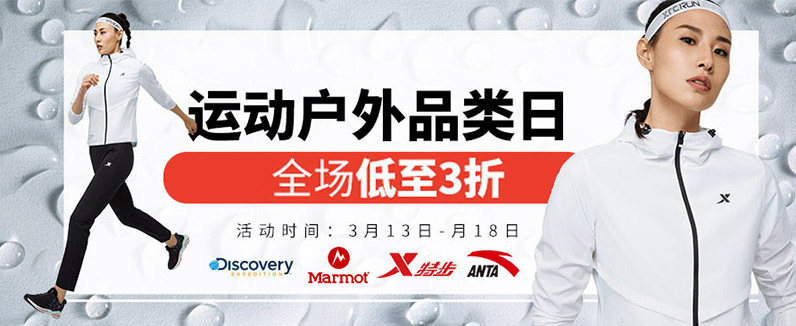 XTC RUN
运动户外品类日
全场低至3折
活动时间：3月13日-月18日
Discovery
EXPEDITION
Marmot
特步
ANTA